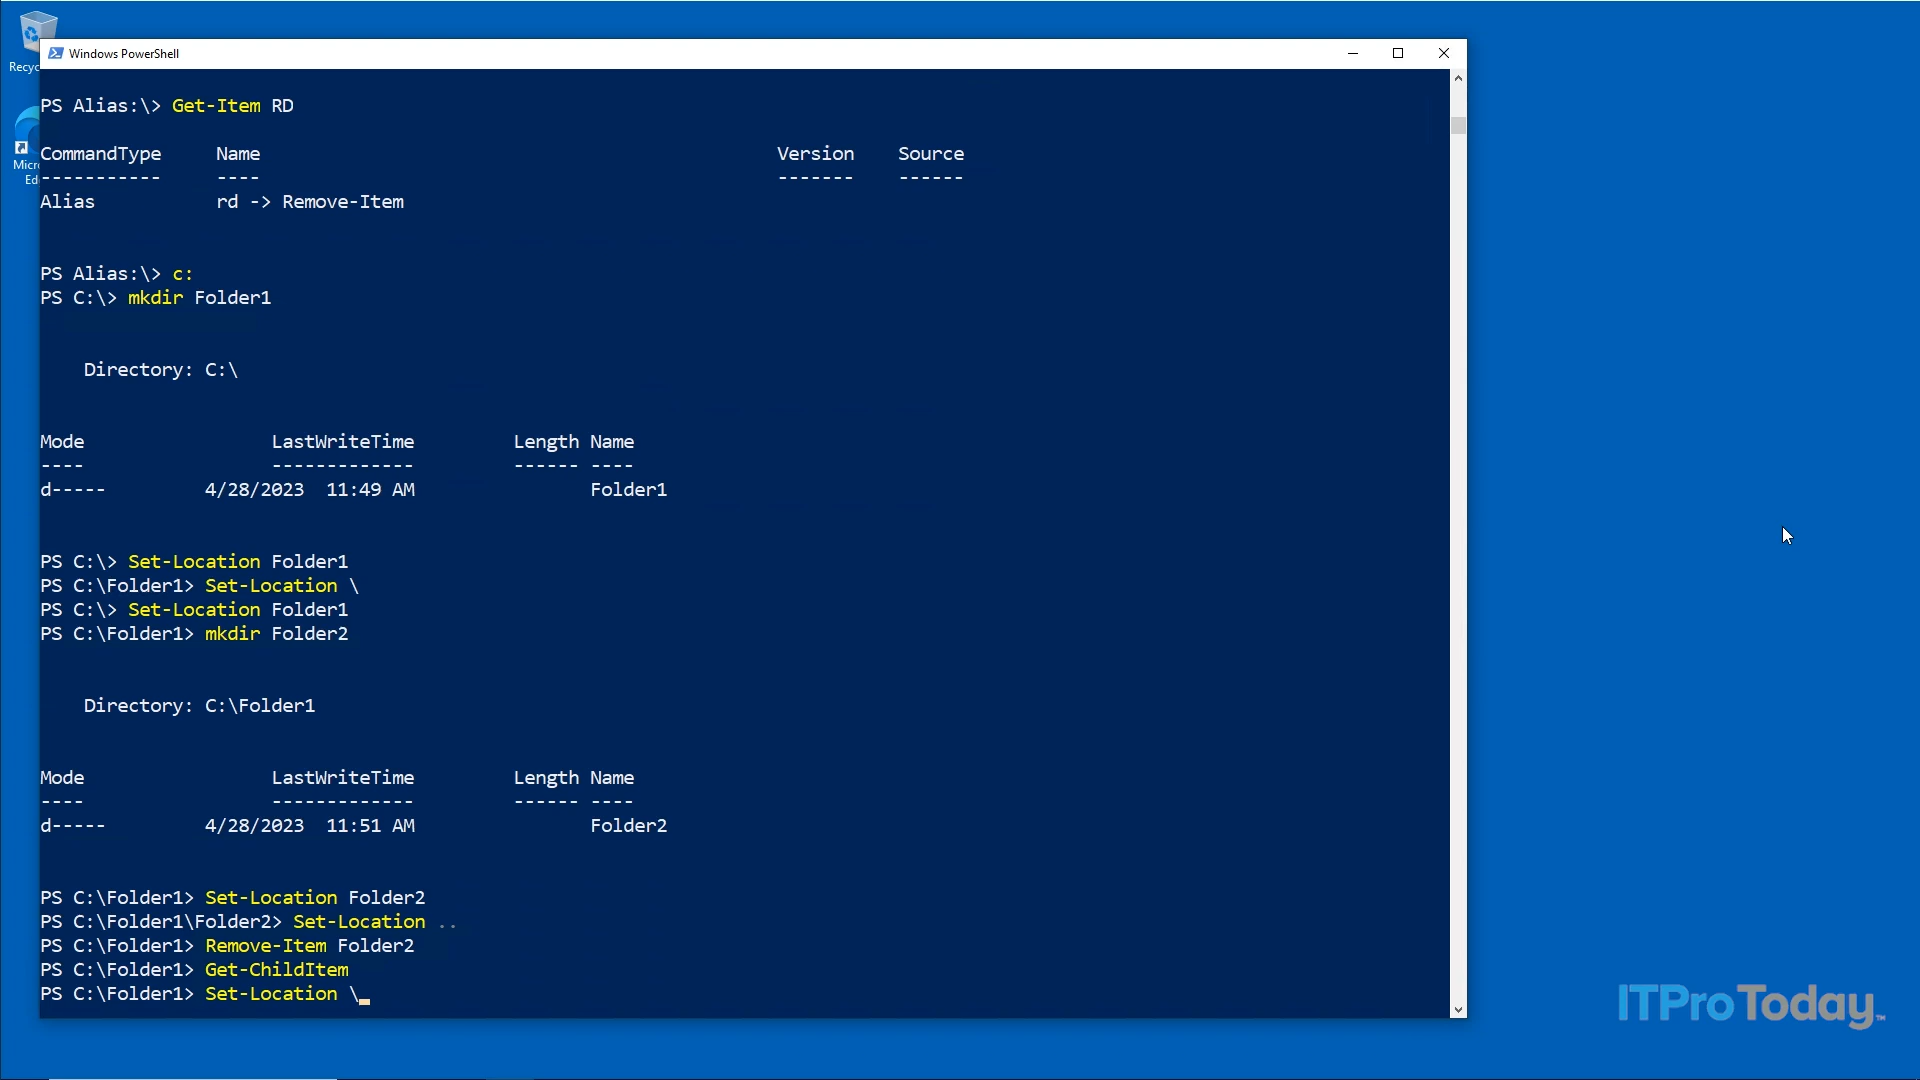 Windows PowerShell
Recyc
Micro
Ed
PS Alias:\> Get-Item RD
CommandType Name Version Source
----------- ---- ------- ------
Alias rd -> Remove-Item
PS Alias:\> c:
PS C:\> mkdir Folder1
Directory: C:\
Mode LastWriteTime Length Name
---- ------------- ------ ----
d----- 4/28/2023 11:49 AM Folder1
PS C:\> Set-Location Folder1
PS C:\Folder1> Set-Location \
PS C:\> Set-Location Folder1
PS C:\Folder1> mkdir Folder2
Directory: C:\Folder1
Mode LastWriteTime Length Name
---- ------------- ------ ----
d----- 4/28/2023 11:51 AM Folder2
PS C:\Folder1> Set-Location Folder2
PS C:\Folder1\Folder2> Set-Location ..
PS C:\Folder1> Remove-Item Folder2
PS C:\Folder1> Get-ChildItem
PS C:\Folder1> Set-Location \
ITProToday™